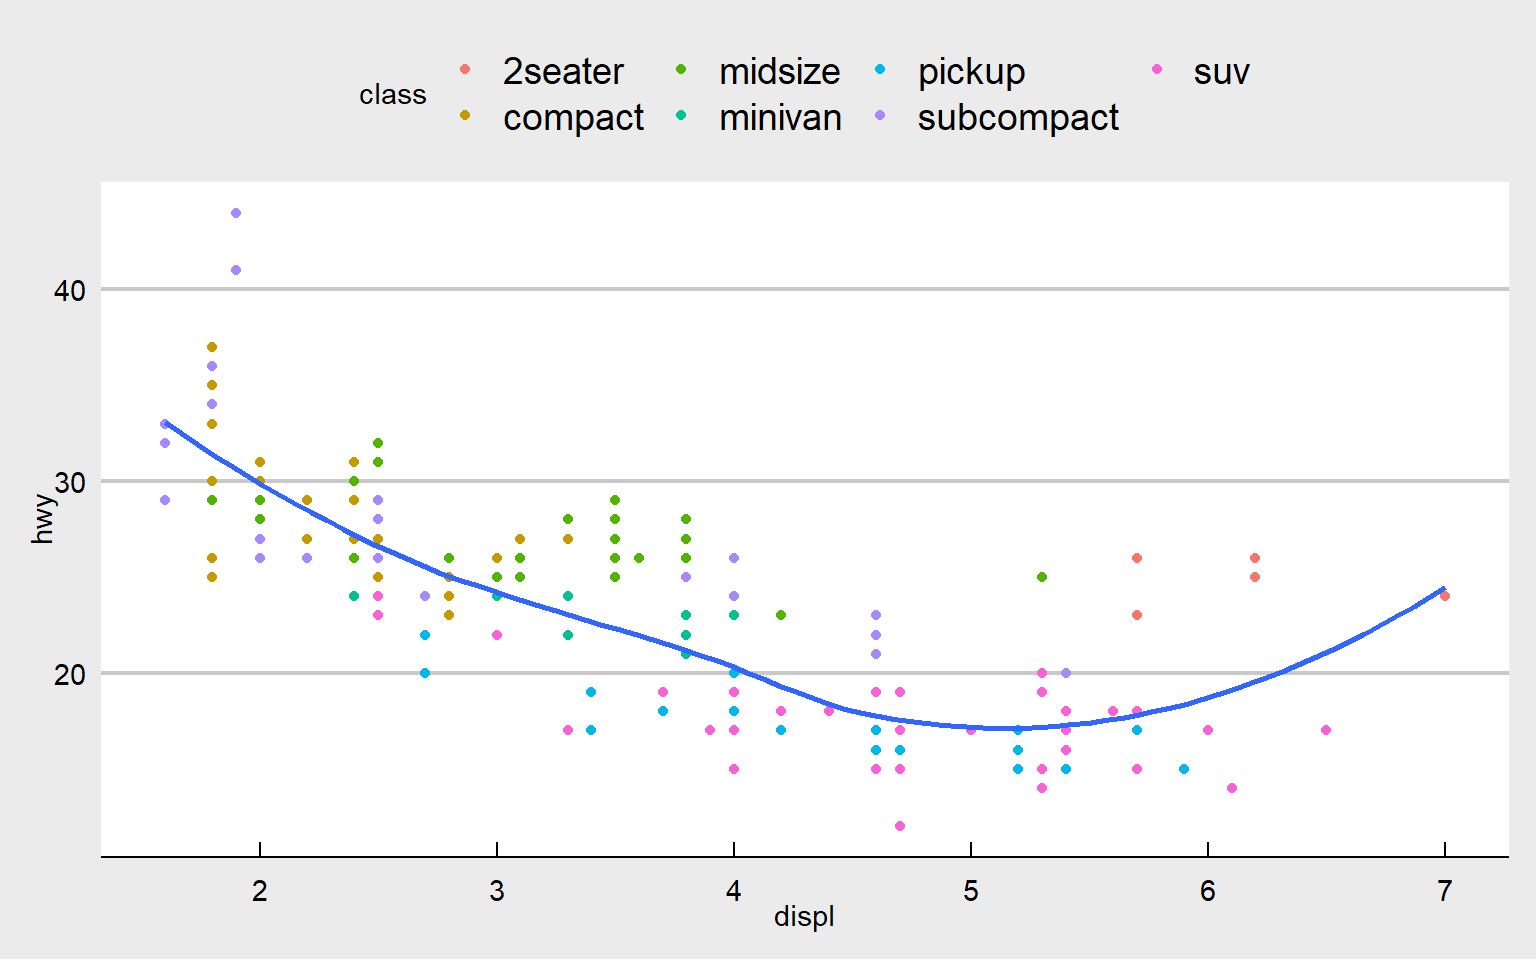 class
2seater
midsize
pickup
suv
compact
minivan
subcompact
hwy
40
30
20
2
3
4
5
6
7
displ